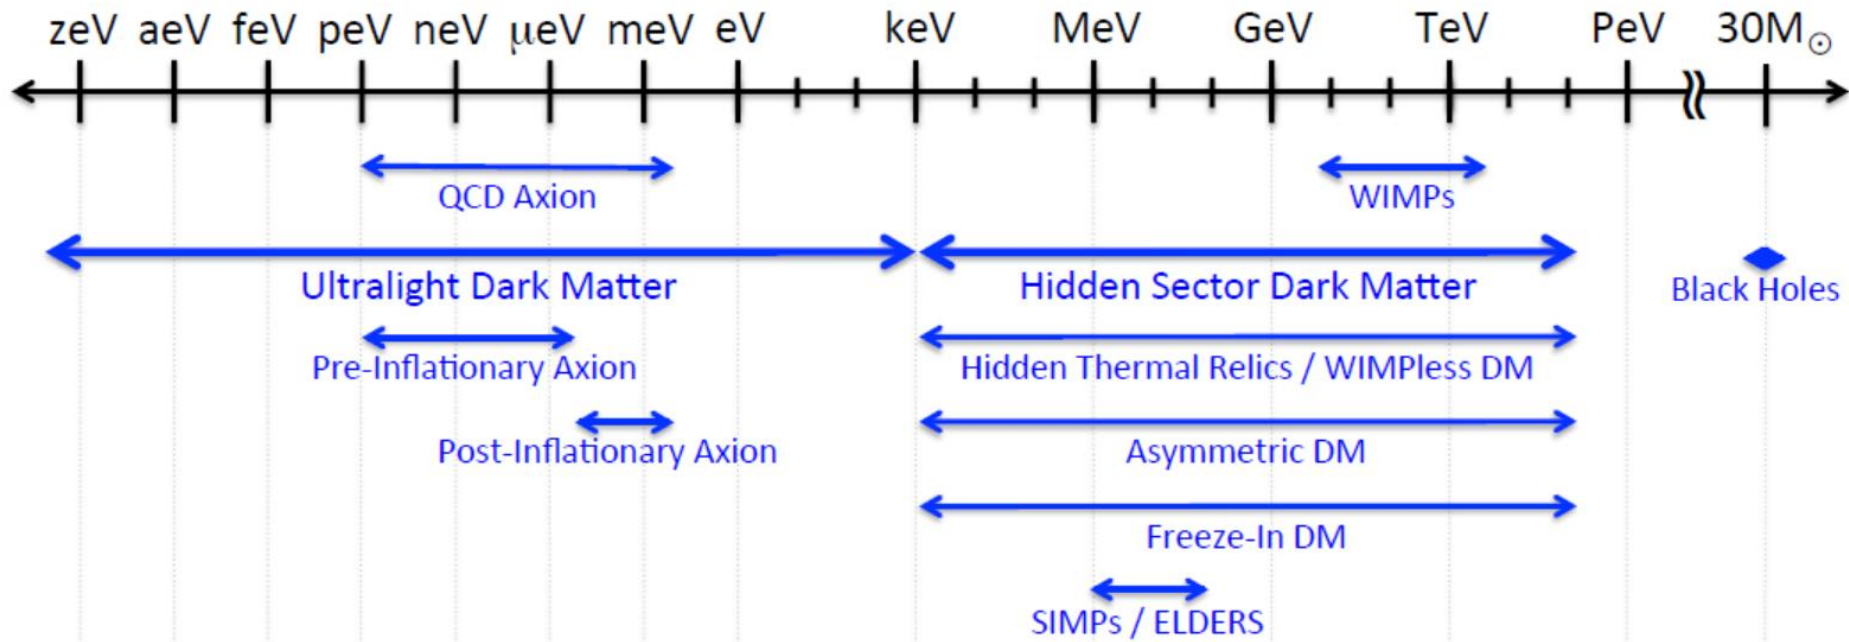 zeV aeV feV peV neV μeV meV eV keV MeV GeV TeV PeV 30M☉
QCD Axion WIMPs
Ultralight Dark Matter Hidden Sector Dark Matter Black Holes
Pre-Inflationary Axion Hidden Thermal Relics / WIMPless DM
Post-Inflationary Axion Asymmetric DM
Freeze-In DM
SIMPs / ELDERS